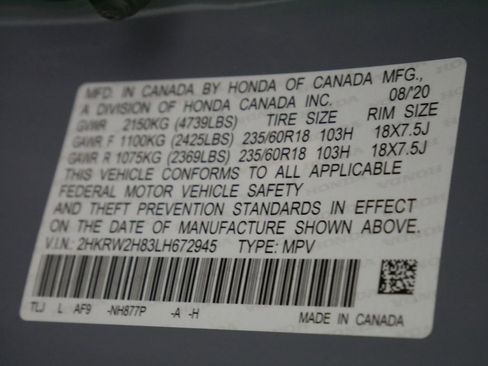 MFD. IN CANADA BY HONDA OF CANADA MFG.,
A DIVISION OF HONDA CANADA INC. 08/'20
GVWR 2150KG (4739LBS) TIRE SIZE RIM SIZE
GAWR F 1100KG (2425LBS) 235/60R18 103H 18X7.5J
GAWR R 1075KG (2369LBS) 235/60R18 103H 18X7.5J
THIS VEHICLE CONFORMS TO ALL APPLICABLE
FEDERAL MOTOR VEHICLE SAFETY
AND THEFT PREVENTION STANDARDS IN EFFECT
ON THE DATE OF MANUFACTURE SHOWN ABOVE.
V.I.N.: 2HKRW2H83LH672945 TYPE: MPV
TLJ L AF9 -NH877P -A -H MADE IN CANADA